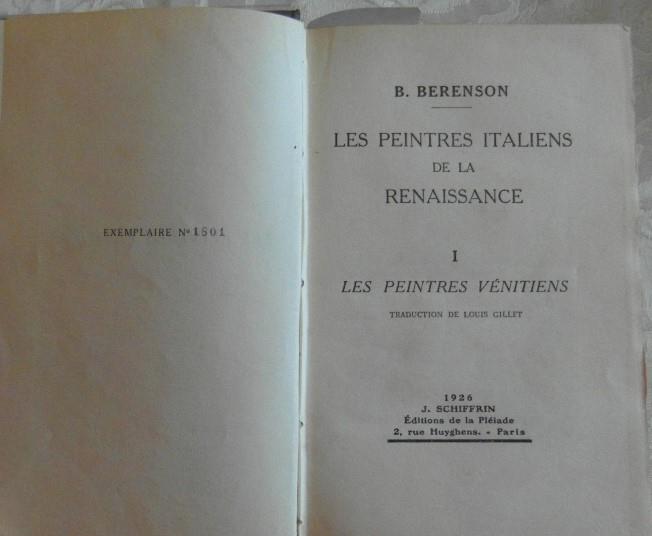 EXEMPLAIRE Nº 1501
B. BERENSON
LES PEINTRES ITALIENS
DE LA
RENAISSANCE
I
LES PEINTRES VÉNITIENS
TRADUCTION DE LOUIS GILLET
1926
J. SCHIFFRIN
Éditions de la Pléiade
2, rue Huyghens. - Paris